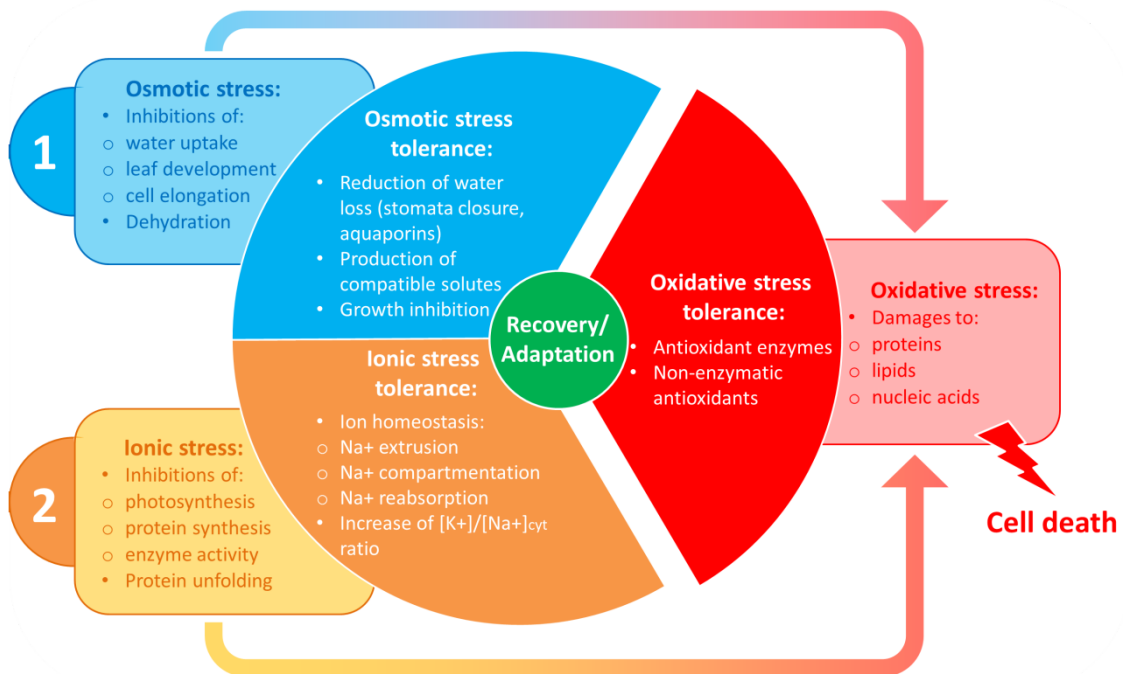 1
Osmotic stress:
• Inhibitions of:
o water uptake
o leaf development
o cell elongation
• Dehydration
Osmotic stress
tolerance:
• Reduction of water
loss (stomata closure,
aquaporins)
• Production of
compatible solutes
• Growth inhibition
Recovery/
Adaptation
Oxidative stress
tolerance:
• Antioxidant enzymes
• Non-enzymatic
antioxidants
Oxidative stress:
• Damages to:
o proteins
o lipids
o nucleic acids
Cell death
2
Ionic stress:
• Inhibitions of:
o photosynthesis
o protein synthesis
o enzyme activity
• Protein unfolding
Ionic stress
tolerance:
• Ion homeostasis:
o Na+ extrusion
o Na+ compartmentation
o Na+ reabsorption
• Increase of [K+]/[Na+]cyt
ratio